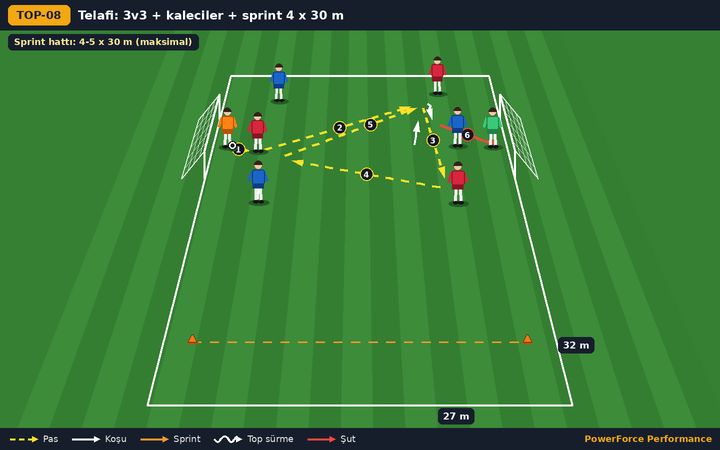 TOP-08 Telafi: 3v3 + kaleciler + sprint 4 x 30 m
Sprint hattı: 4-5 x 30 m (maksimal)
2
5
1
3
6
4
32 m
27 m
Pas Koşu Sprint Top sürme Şut PowerForce Performance